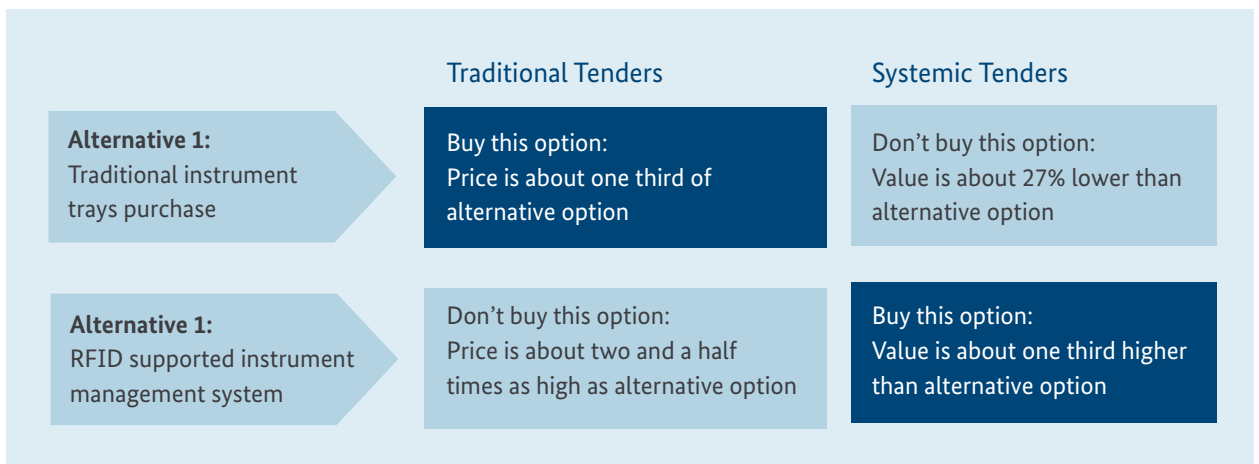 Traditional Tenders
Systemic Tenders
Alternative 1:
Traditional instrument
trays purchase
Buy this option:
Price is about one third of
alternative option
Don’t buy this option:
Value is about 27% lower than
alternative option
Alternative 1:
RFID supported instrument
management system
Don’t buy this option:
Price is about two and a half
times as high as alternative option
Buy this option:
Value is about one third higher
than alternative option